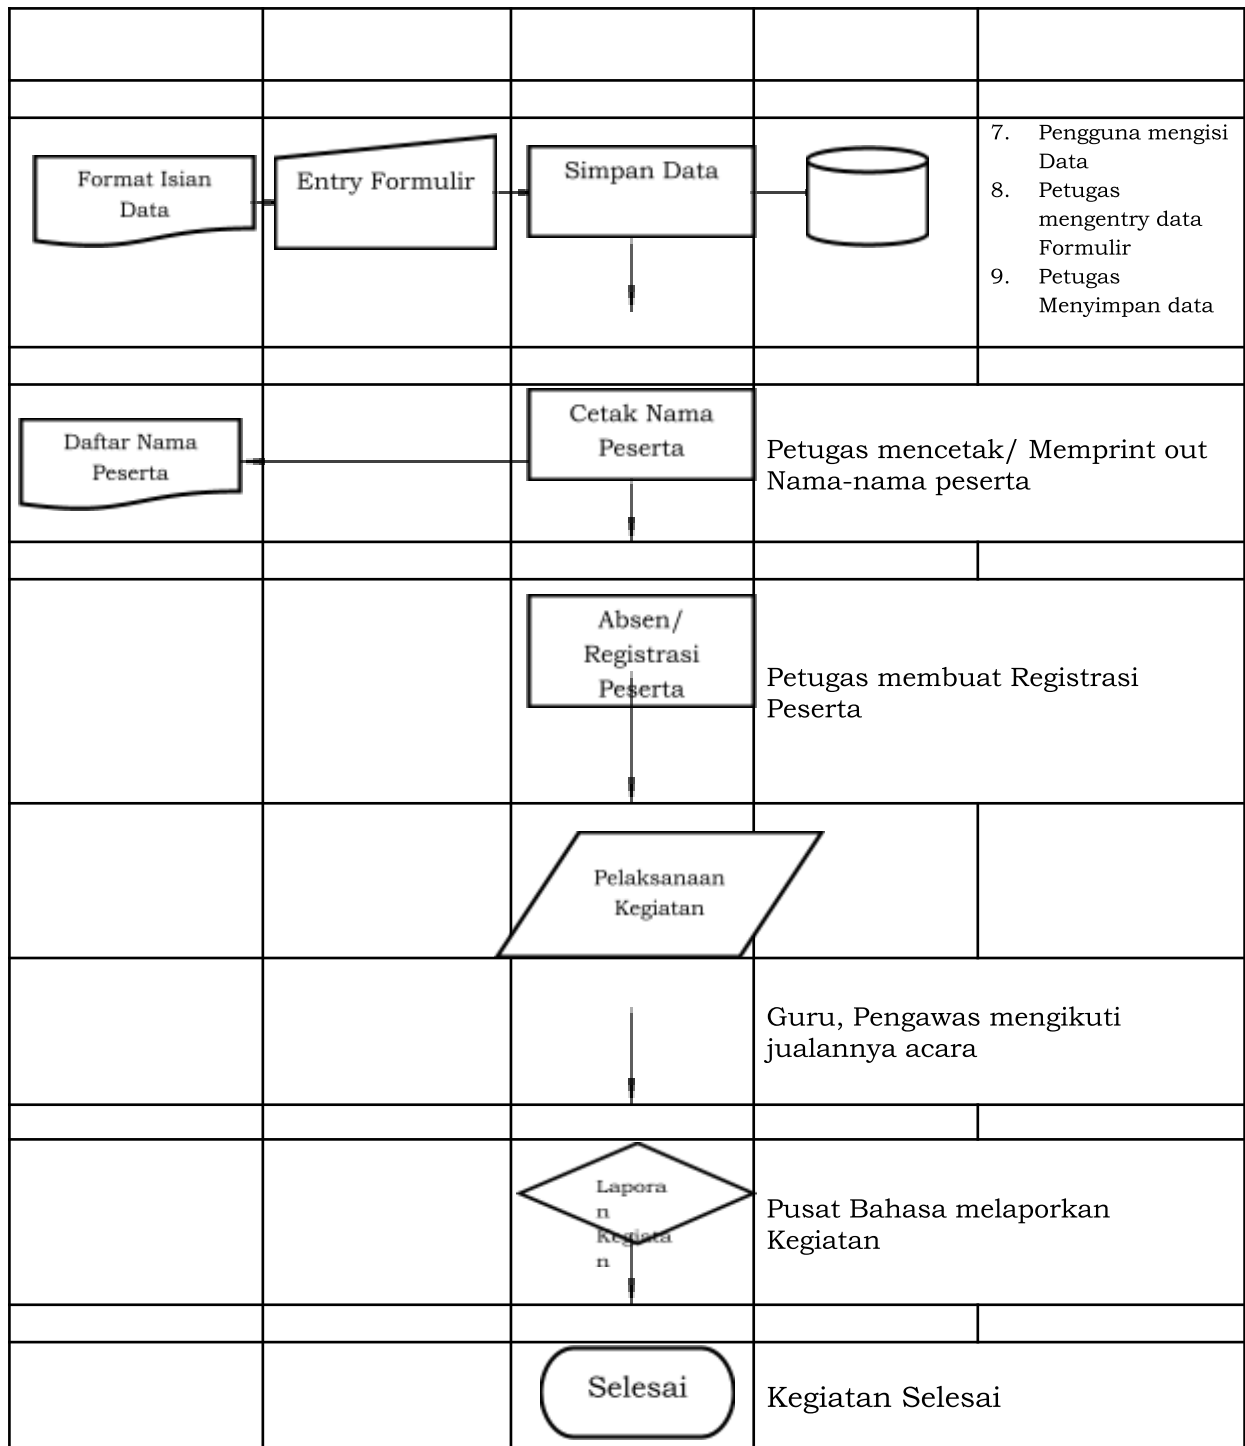 Format Isian
Data
Entry Formulir
Simpan Data
7. Pengguna mengisi
Data
8. Petugas
mengentry data
Formulir
9. Petugas
Menyimpan data
Daftar Nama
Peserta
Cetak Nama
Peserta
Petugas mencetak/ Memprint out
Nama-nama peserta
Absen/
Registrasi
Peserta
Petugas membuat Registrasi
Peserta
Pelaksanaan
Kegiatan
Guru, Pengawas mengikuti
jualannya acara
Lapora
n
Kegiata
n
Pusat Bahasa melaporkan
Kegiatan
Selesai
Kegiatan Selesai